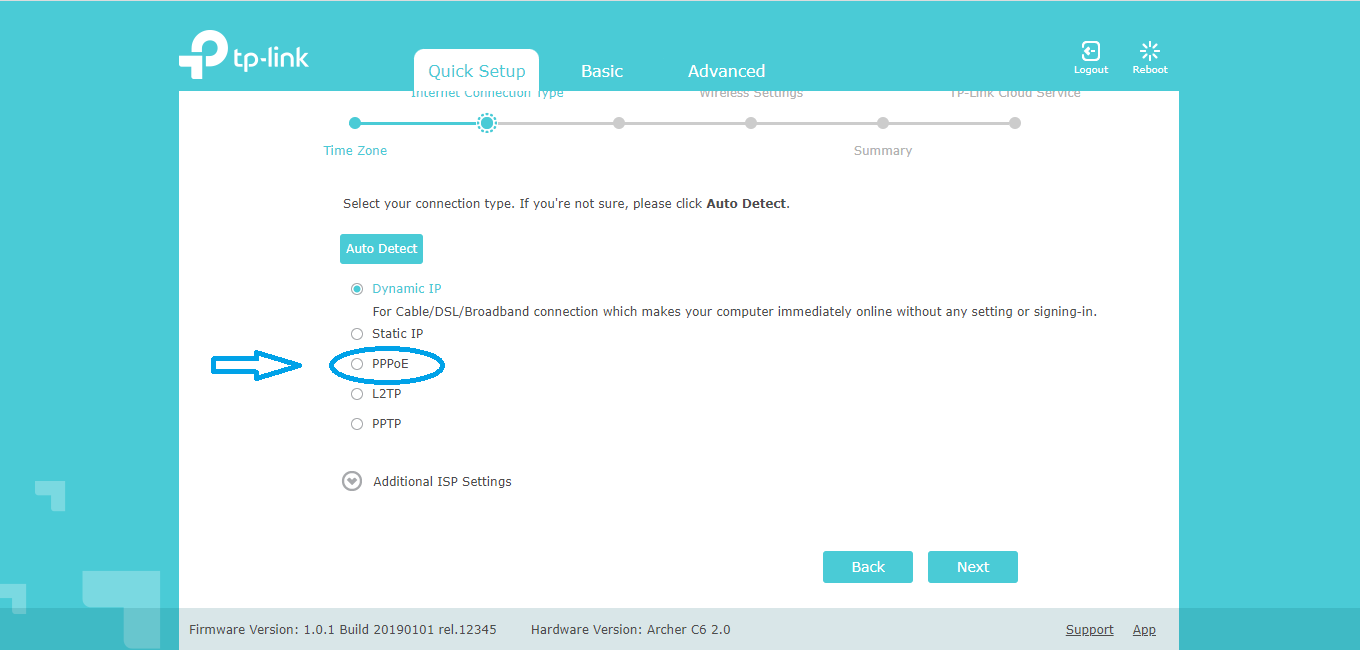 tp-link
Quick Setup Basic Advanced
Logout Reboot
Internet Connection Type Wireless Settings TP-Link Cloud Service
Time Zone Summary
Select your connection type. If you're not sure, please click Auto Detect.
Auto Detect
Dynamic IP
For Cable/DSL/Broadband connection which makes your computer immediately online without any setting or signing-in.
Static IP
PPPoE
L2TP
PPTP
Additional ISP Settings
Back Next
Firmware Version: 1.0.1 Build 20190101 rel.12345 Hardware Version: Archer C6 2.0 Support App